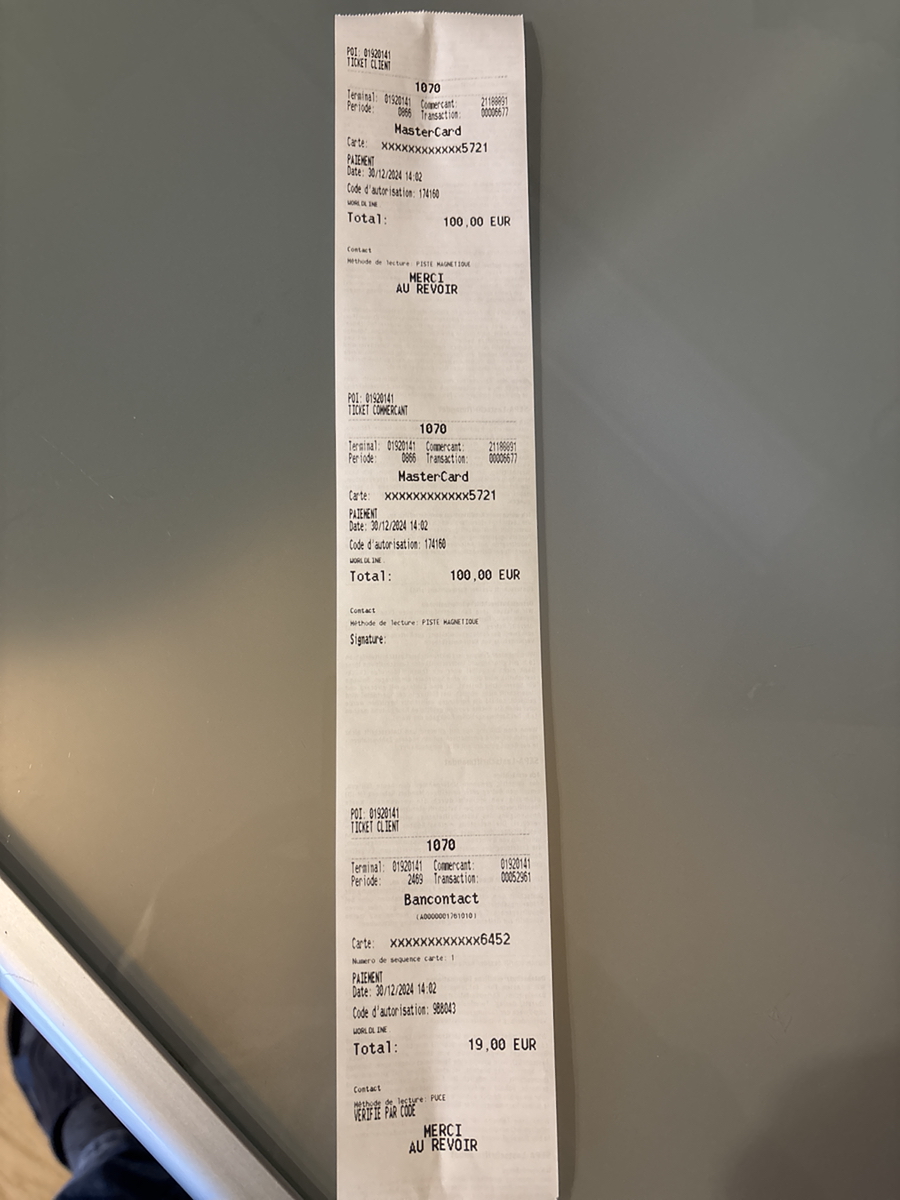 POI: 01920141
TICKET CLIENT
1070
Terminal: 01920141 Commercant: 21188891
Periode: 0866 Transaction: 00006677
MasterCard
Carte: XXXXXXXXXXXX5721
PAIEMENT
Date: 30/12/2024 14:02
Code d'autorisation: 174160
WORLDLINE
Total: 100,00 EUR
Contact
Méthode de lecture: PISTE MAGNETIQUE
MERCI
AU REVOIR
POI: 01920141
TICKET COMMERCANT
1070
Terminal: 01920141 Commercant: 21188891
Periode: 0866 Transaction: 00006677
MasterCard
Carte: XXXXXXXXXXXX5721
PAIEMENT
Date: 30/12/2024 14:02
Code d'autorisation: 174160
WORLDLINE
Total: 100,00 EUR
Contact
Méthode de lecture: PISTE MAGNETIQUE
Signature:
POI: 01920141
TICKET CLIENT
1070
Terminal: 01920141 Commercant: 01920141
Periode: 2469 Transaction: 00052961
Bancontact
(A0000001761010)
Carte: XXXXXXXXXXXX6452
Numero de sequence carte: 1
PAIEMENT
Date: 30/12/2024 14:02
Code d'autorisation: 9B8043
WORLDLINE
Total: 19,00 EUR
Contact
Méthode de lecture: PUCE
VERIFIE PAR CODE
MERCI
AU REVOIR